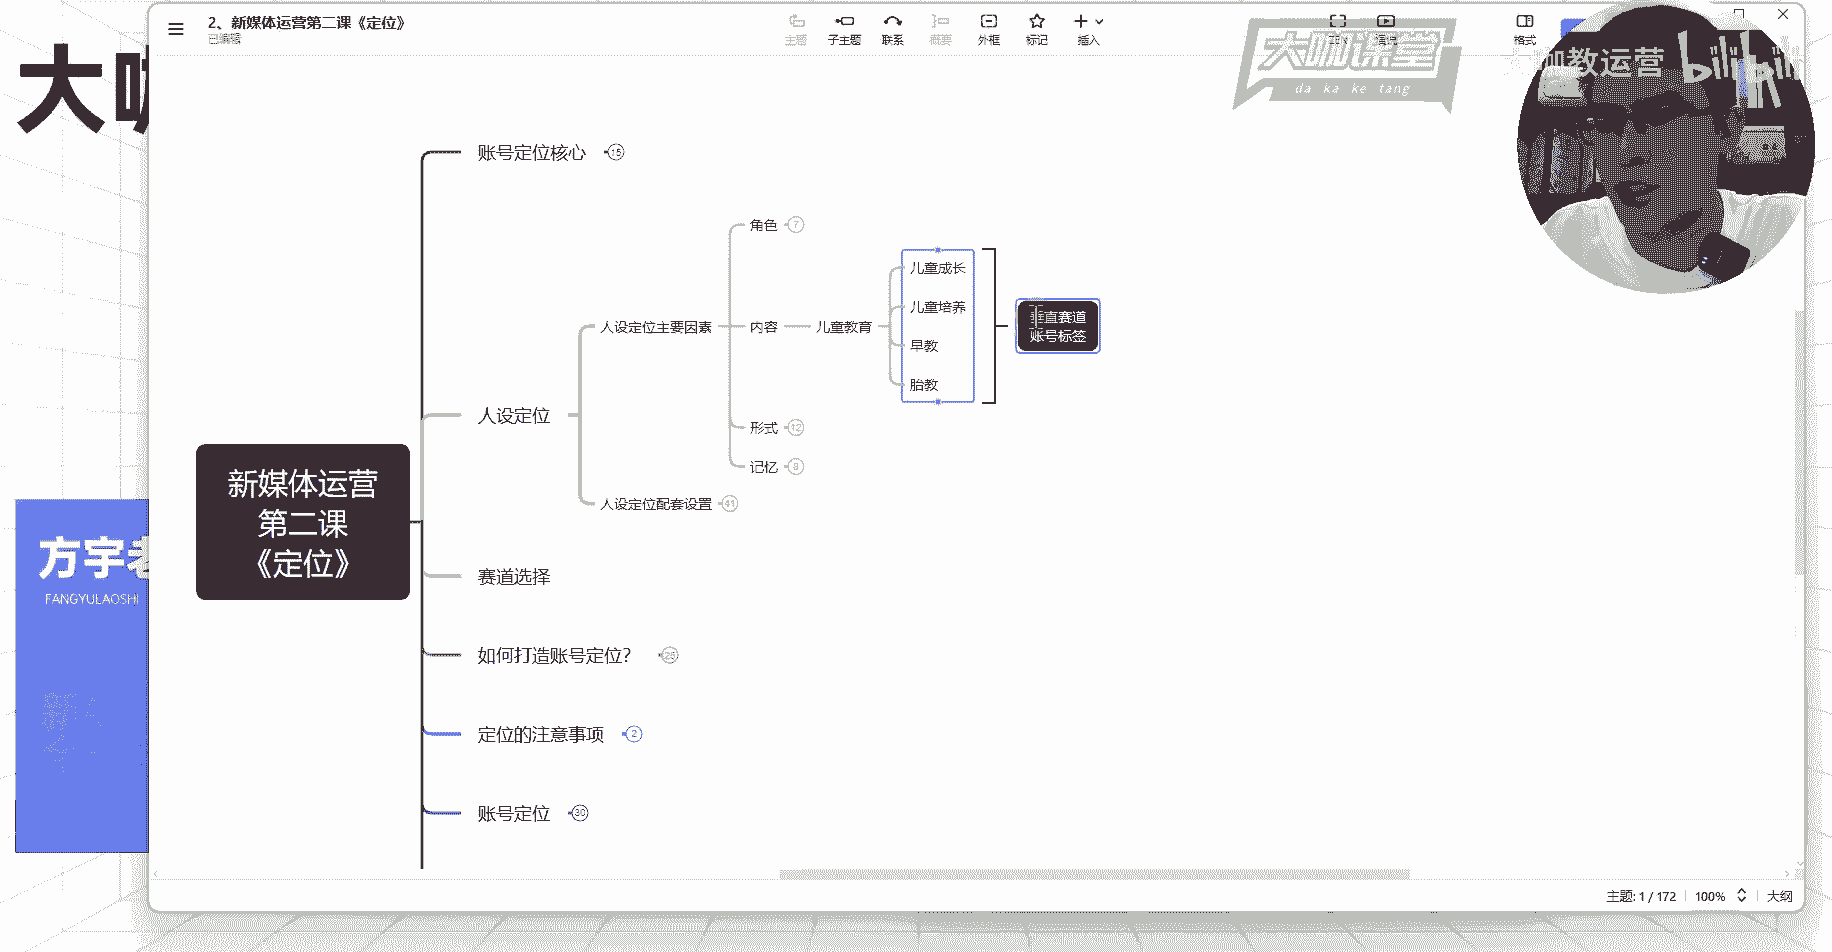 2、新媒体运营第二课《定位》
已编辑
主题
子主题
联系
概要
外框
标记
插入
格式
大咖课堂
da ka ke tang
咖教运营
bilibili
大
账号定位核心
15
角色
7
儿童成长
儿童培养
早教
胎教
垂直赛道
账号标签
人设定位主要因素
内容
儿童教育
人设定位
形式
12
记忆
人设定位配套设置
41
新媒体运营
第二课
《定位》
方宇老
FANGYULAOSHI
赛道选择
如何打造账号定位？
定位的注意事项
2
账号定位
30
主题: 1 / 172
100%
大纲